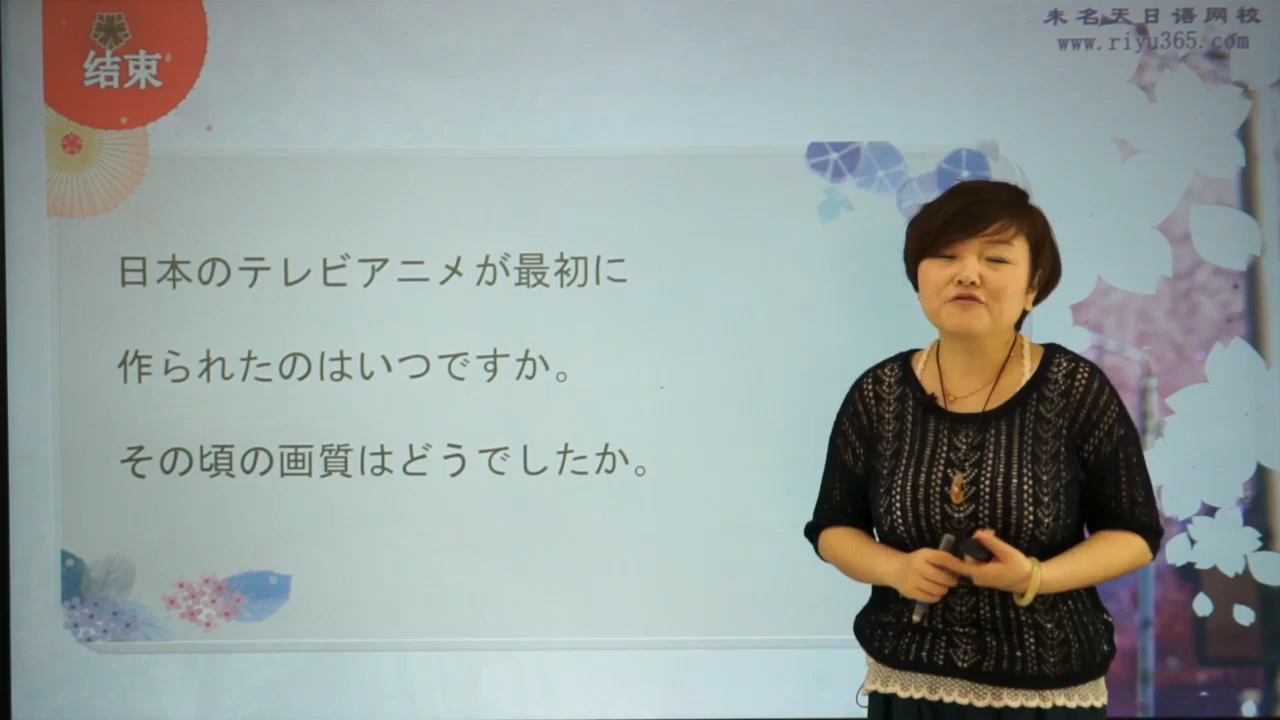 结束
未名天日语网校
www.riyu365.com
日本のテレビアニメが最初に
作られたのはいつですか。
その頃の画質はどうでしたか。